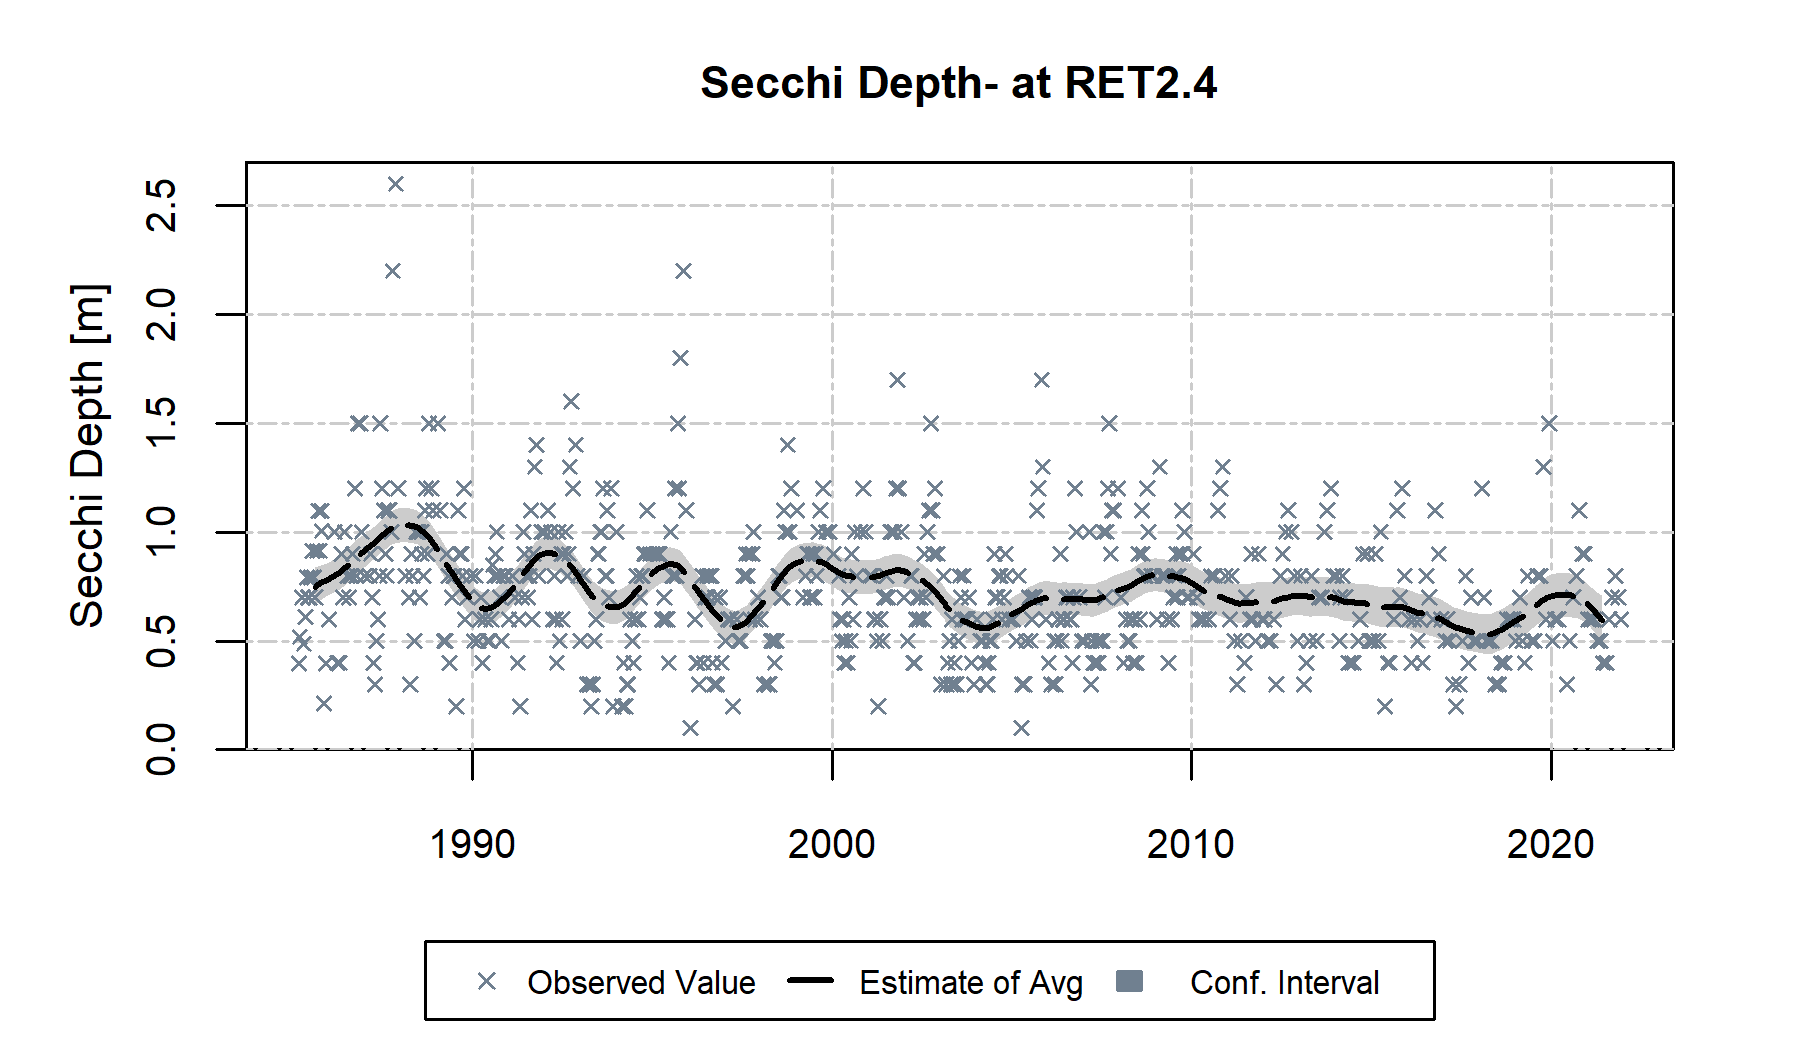 Secchi Depth- at RET2.4
Secchi Depth [m]
2.5
2.0
1.5
1.0
0.5
0.0
1990 2000 2010 2020
Observed Value Estimate of Avg Conf. Interval